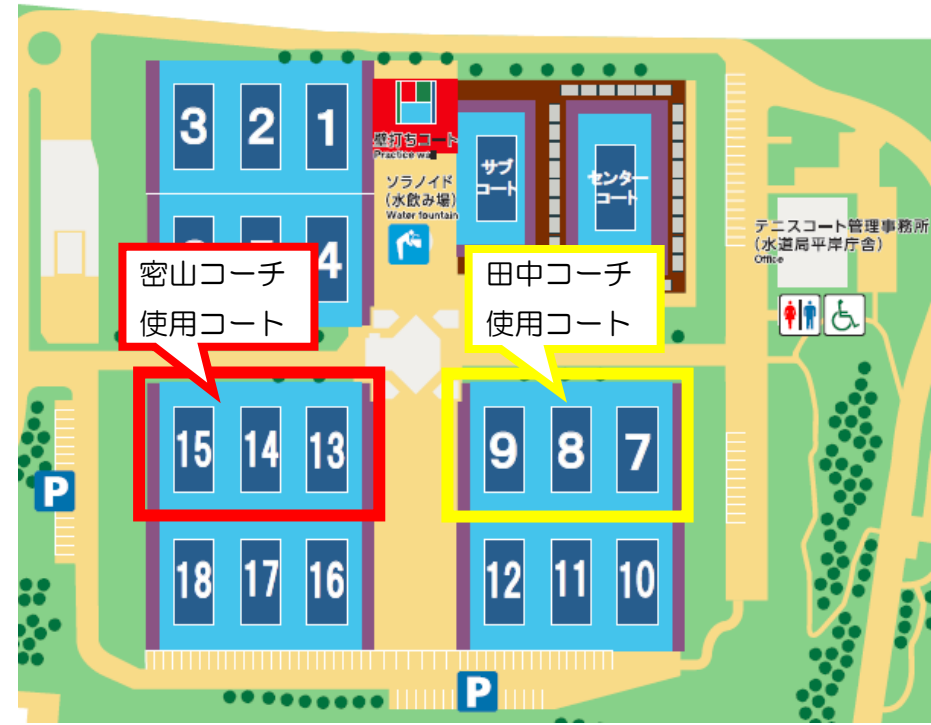 3 2 1
壁打ちコート
Practice wa
サブ
コート
センター
コート
ソラノイド
(水飲み場)
Water fountain
テニスコート管理事務所
(水道局平岸庁舎)
Office
4
密山コーチ
使用コート
田中コーチ
使用コート
15 14 13
9 8 7
P
18 17 16
12 11 10
P